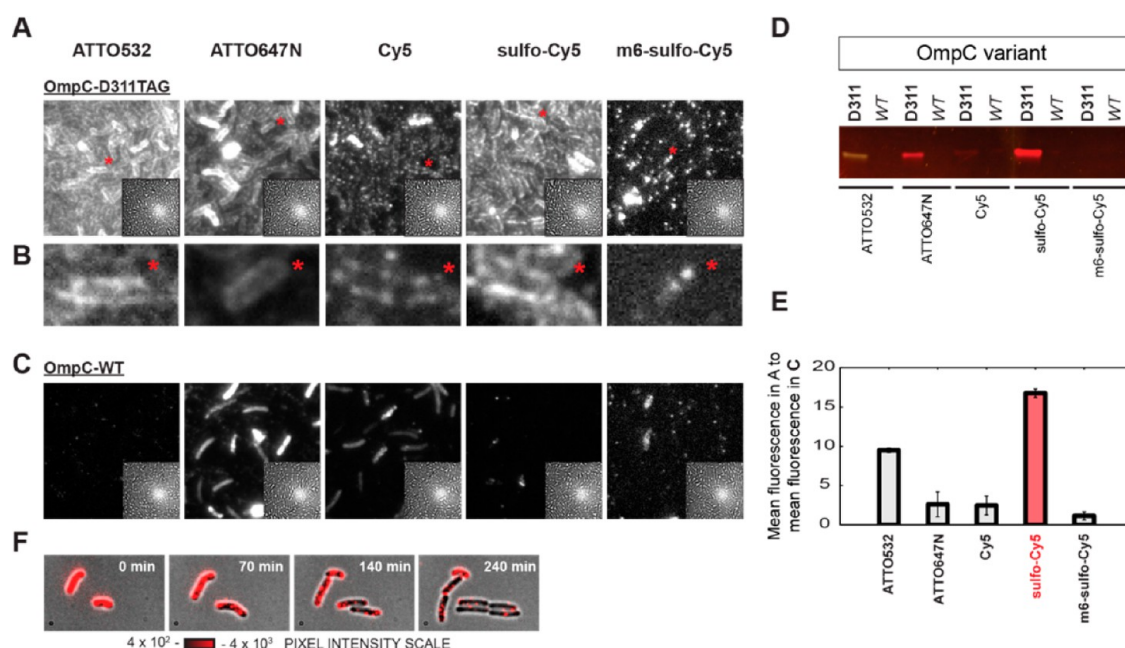 A
ATTO532 ATTO647N Cy5 sulfo-Cy5 m6-sulfo-Cy5
OmpC-D311TAG
*
*
*
*
*
B
* * * * *
C
OmpC-WT
F
0 min 70 min 140 min 240 min
4 x 10² - - 4 x 10³ PIXEL INTENSITY SCALE
D
OmpC variant
D311 WT D311 WT D311 WT D311 WT D311 WT
ATTO532 ATTO647N Cy5 sulfo-Cy5 m6-sulfo-Cy5
E
Mean fluorescence in A to
mean fluorescence in C
20
15
10
5
0
ATTO532 ATTO647N Cy5 sulfo-Cy5 m6-sulfo-Cy5